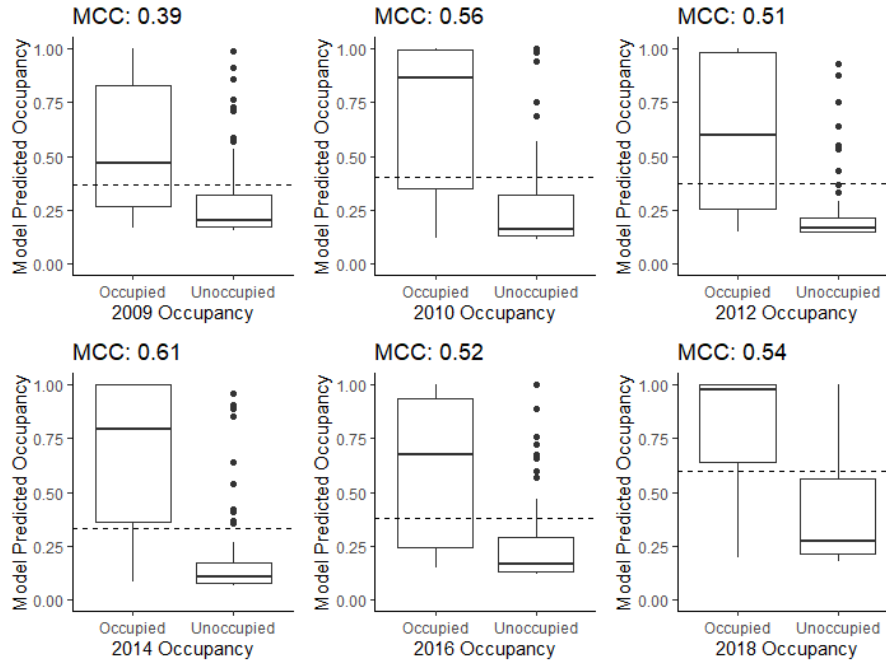 MCC: 0.39
Model Predicted Occupancy
1.00
0.75
0.50
0.25
0.00
Occupied Unoccupied
2009 Occupancy
MCC: 0.56
Model Predicted Occupancy
1.00
0.75
0.50
0.25
0.00
Occupied Unoccupied
2010 Occupancy
MCC: 0.51
Model Predicted Occupancy
1.00
0.75
0.50
0.25
0.00
Occupied Unoccupied
2012 Occupancy
MCC: 0.61
Model Predicted Occupancy
1.00
0.75
0.50
0.25
0.00
Occupied Unoccupied
2014 Occupancy
MCC: 0.52
Model Predicted Occupancy
1.00
0.75
0.50
0.25
0.00
Occupied Unoccupied
2016 Occupancy
MCC: 0.54
Model Predicted Occupancy
1.00
0.75
0.50
0.25
0.00
Occupied Unoccupied
2018 Occupancy